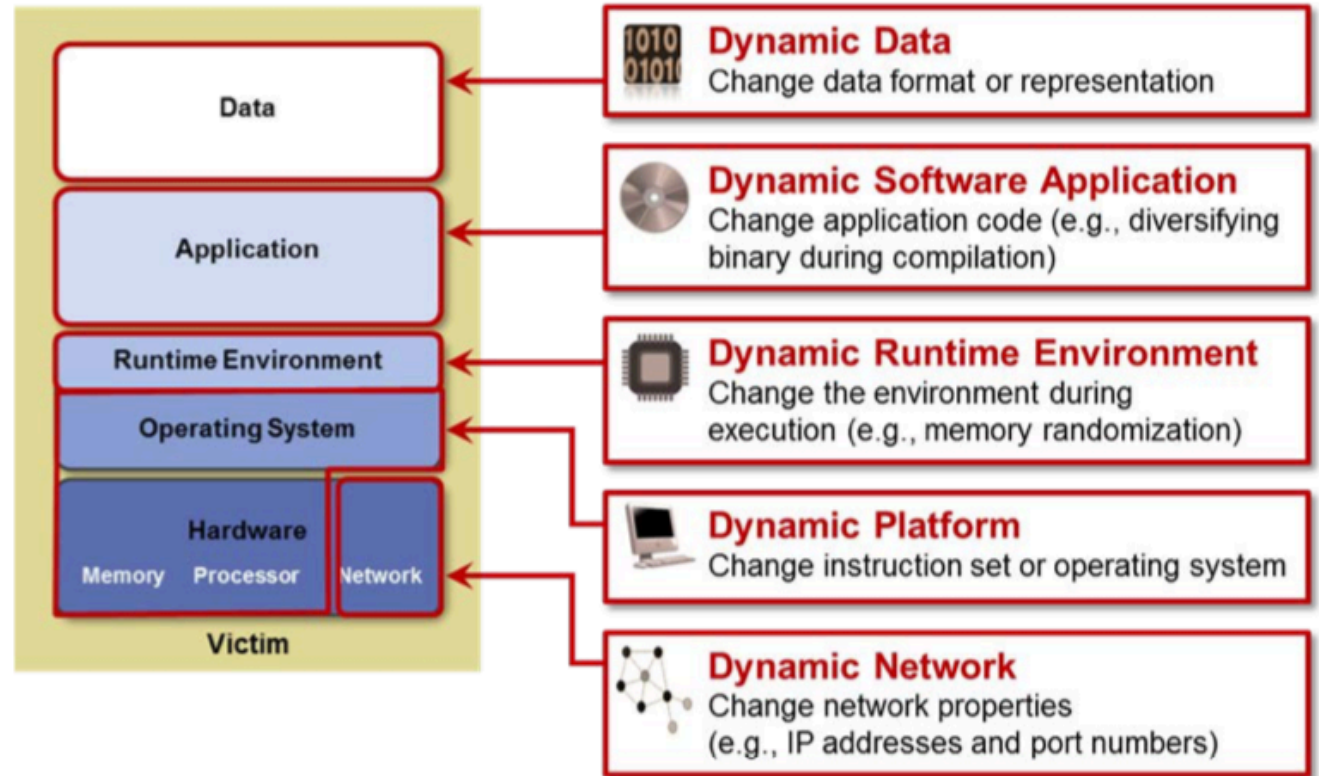 Data
Application
Runtime Environment
Operating System
Hardware
Memory Processor Network
Victim
1010
01010
Dynamic Data
Change data format or representation
Dynamic Software Application
Change application code (e.g., diversifying
binary during compilation)
Dynamic Runtime Environment
Change the environment during
execution (e.g., memory randomization)
Dynamic Platform
Change instruction set or operating system
Dynamic Network
Change network properties
(e.g., IP addresses and port numbers)